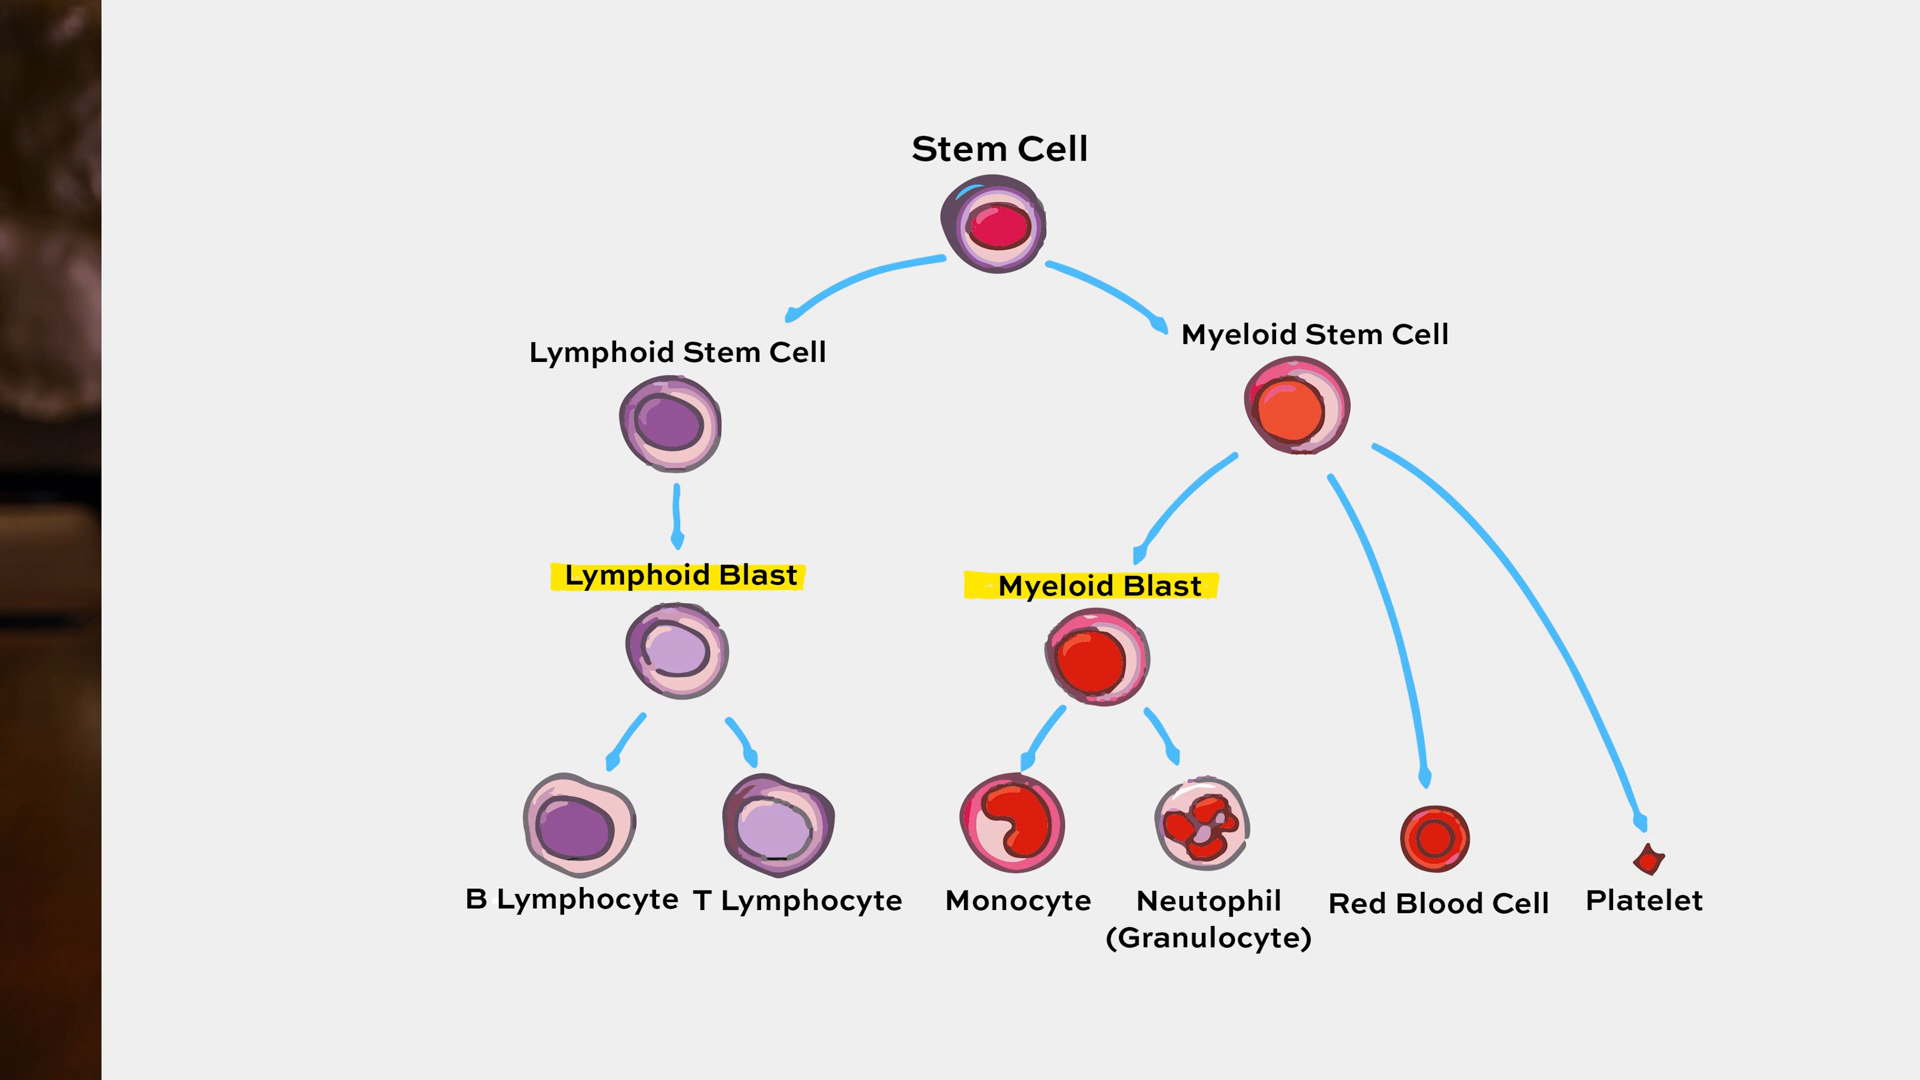 Stem Cell
Lymphoid Stem Cell
Myeloid Stem Cell
Lymphoid Blast
Myeloid Blast
B Lymphocyte
T Lymphocyte
Monocyte
Neutophil
(Granulocyte)
Red Blood Cell
Platelet